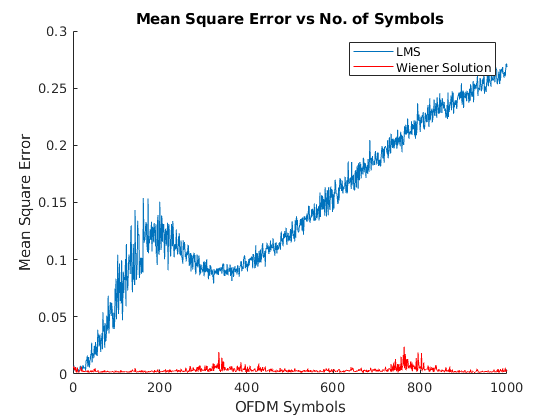 Mean Square Error vs No. of Symbols
0.3
LMS
Wiener Solution
0.25
0.2
0.15
0.1
0.05
0
Mean Square Error
0
200
400
600
800
1000
OFDM Symbols